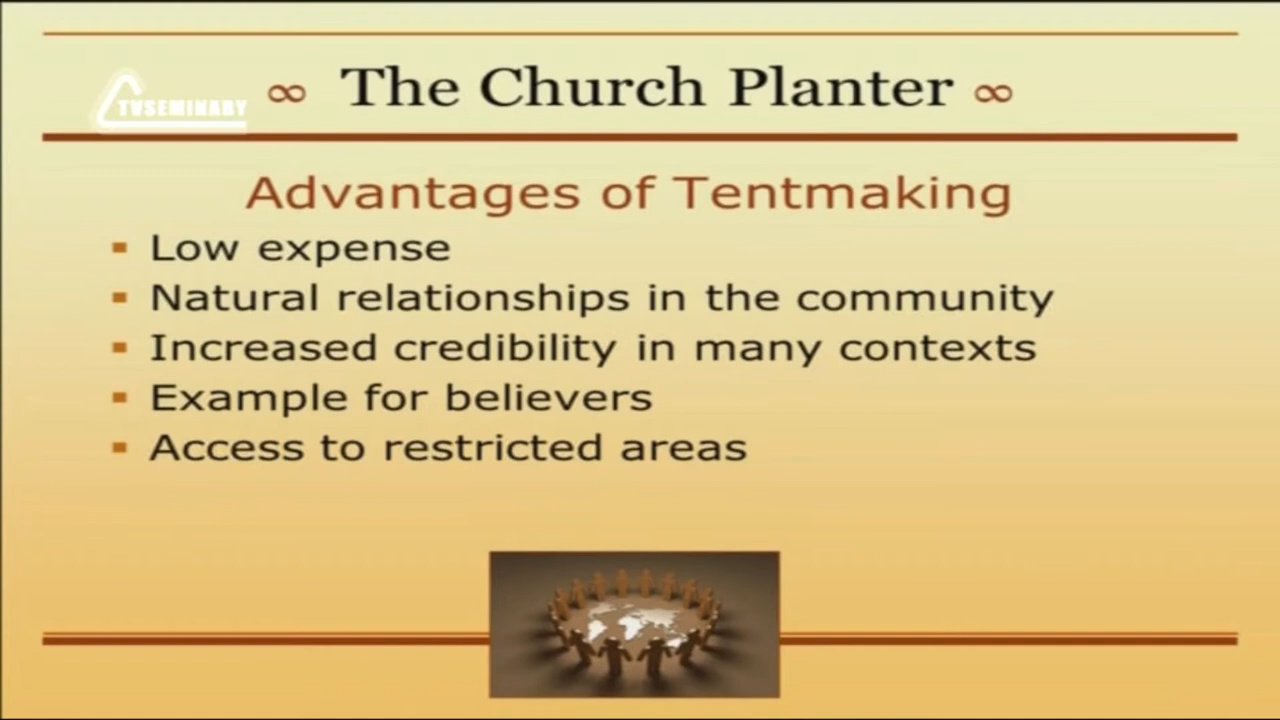 TVSEMINARY
∞ The Church Planter ∞
Advantages of Tentmaking
▪ Low expense
▪ Natural relationships in the community
▪ Increased credibility in many contexts
▪ Example for believers
▪ Access to restricted areas